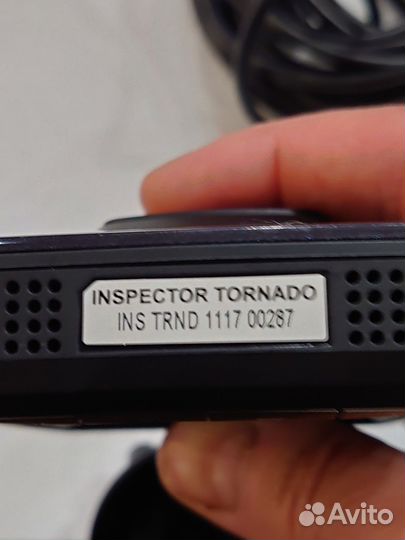 INSPECTOR TORNADO
INS TRND 1117 00267
Avito